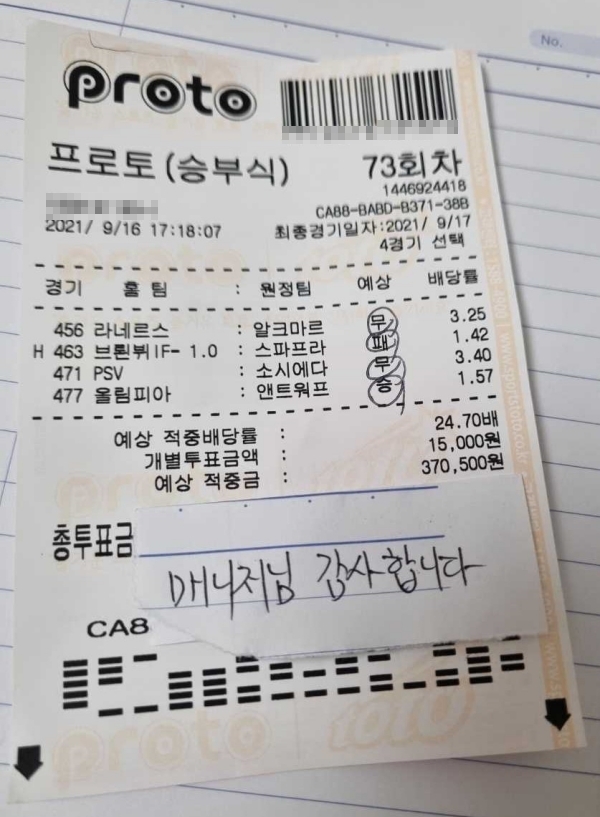 No.
proto
프로토(승부식) 73회차
1446924418
CA88-BABD-B371-38B
2021/ 9/16 17:18:07 최종경기일자:2021/ 9/17
4경기 선택
경기 홈 팀 : 원정팀 예상 배당률
456 라네르스 : 알크마르 무 3.25
H 463 브뢴뷔IF- 1.0 : 스파프라 패 1.42
471 PSV : 소시에다 무 3.40
477 올림피아 : 앤트워프 승 1.57
예상 적중배당률 : 24.70배
개별투표금액 : 15,000원
예상 적중금 : 370,500원
총투표금
매니저님 감사합니다
CA8
proto toto